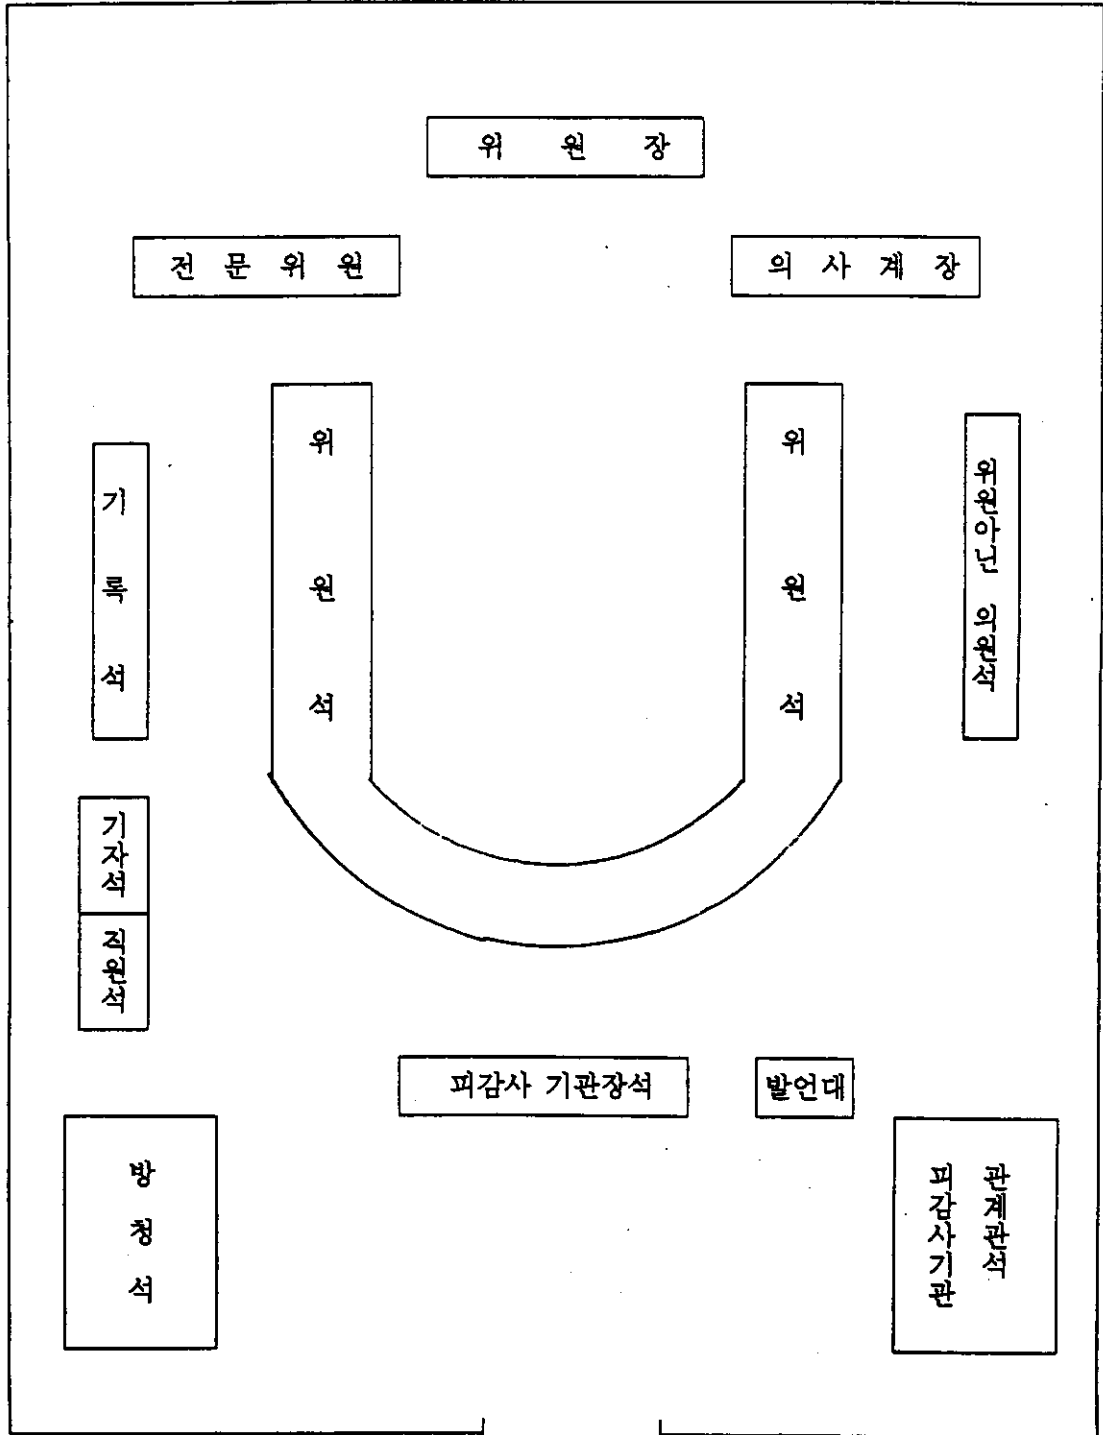 위 원 장
전 문 위 원
의 사 계 장
위 원 석
위 원 석
기 록 석
위원아닌 의원석
기자석
직원석
피감사 기관장석
발언대
방 청 석
피감사기관
관계관석